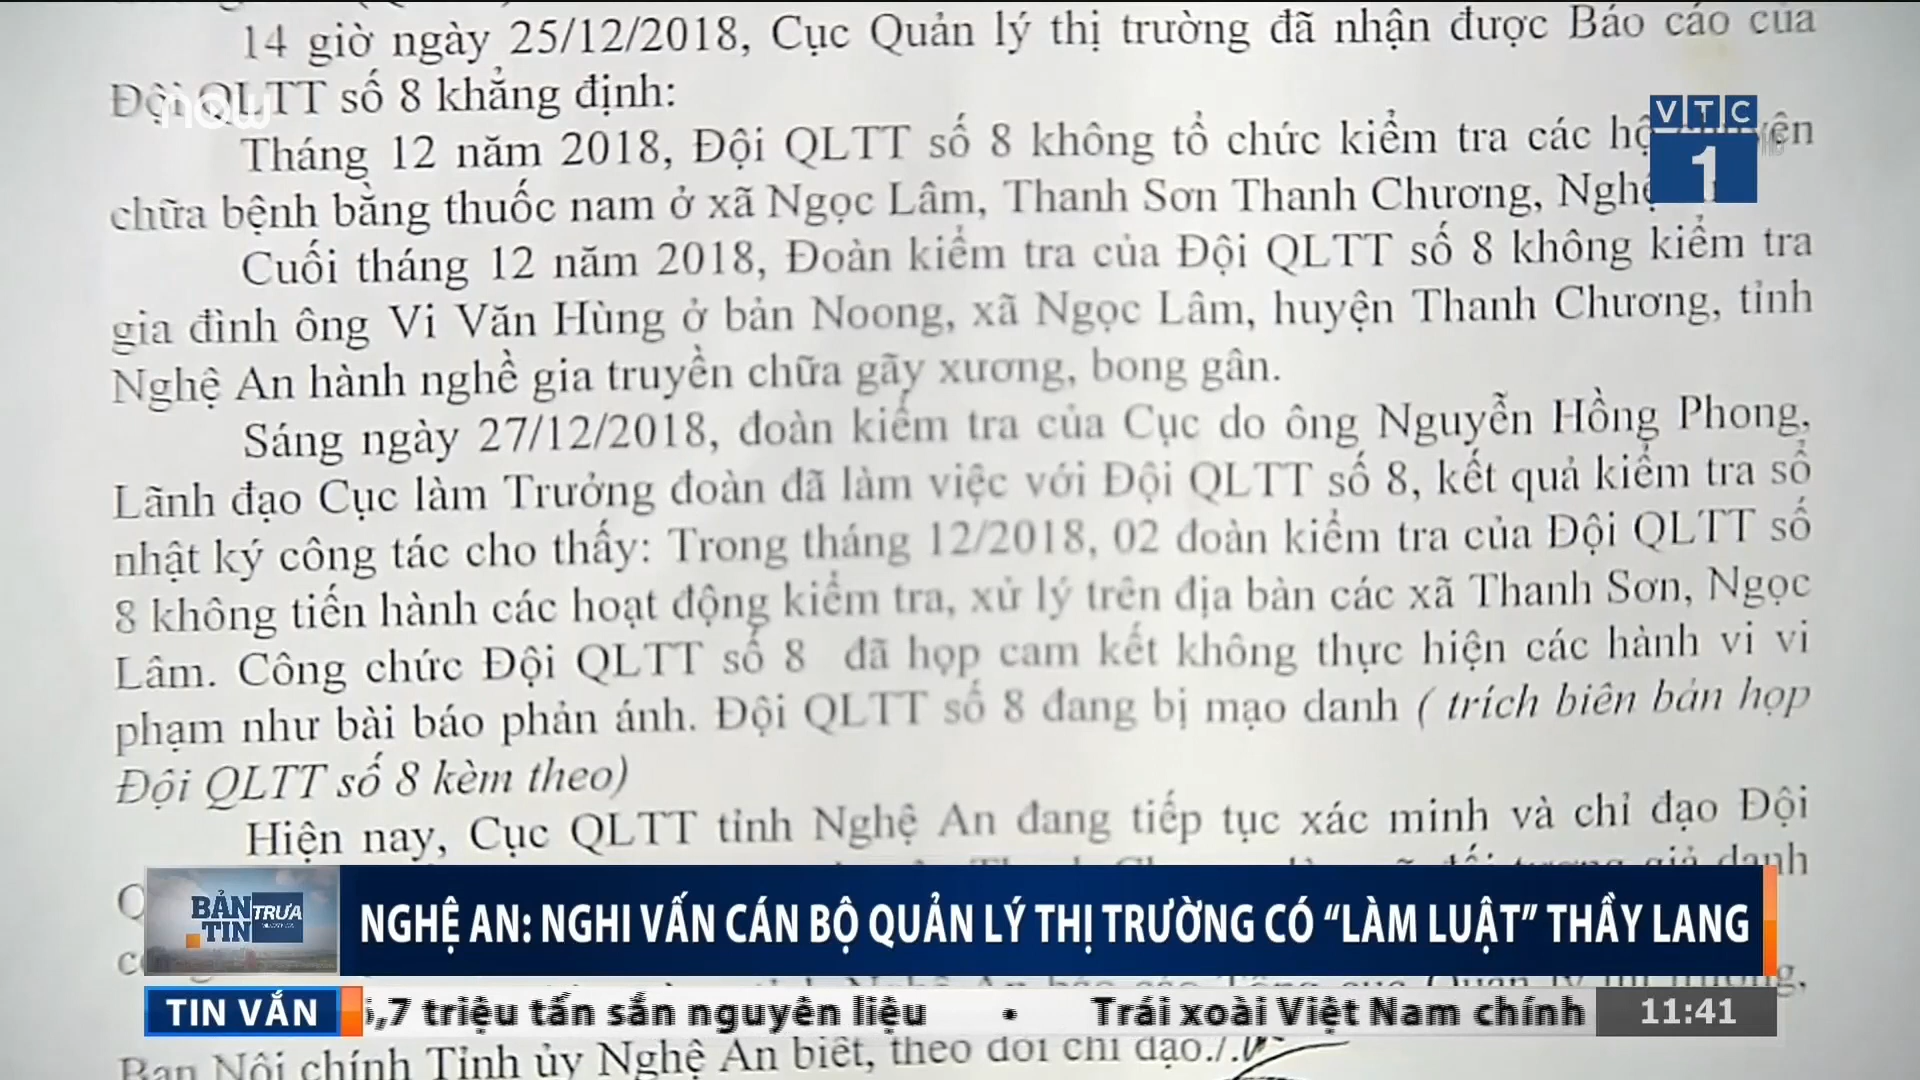 14 giờ ngày 25/12/2018, Cục Quản lý thị trường đã nhận được Báo cáo của
Đội QLTT số 8 khẳng định:
now
VTC
1
Tháng 12 năm 2018, Đội QLTT số 8 không tổ chức kiểm tra các hộ
chữa bệnh bằng thuốc nam ở xã Ngọc Lâm, Thanh Sơn Thanh Chương, Nghệ
Cuối tháng 12 năm 2018, Đoàn kiểm tra của Đội QLTT số 8 không kiểm tra
gia đình ông Vi Văn Hùng ở bản Noong, xã Ngọc Lâm, huyện Thanh Chương, tỉnh
Nghệ An hành nghề gia truyền chữa gãy xương, bong gân.
Sáng ngày 27/12/2018, đoàn kiểm tra của Cục do ông Nguyễn Hồng Phong,
Lãnh đạo Cục làm Trưởng đoàn đã làm việc với Đội QLTT số 8, kết quả kiểm tra sổ
nhật ký công tác cho thấy: Trong tháng 12/2018, 02 đoàn kiểm tra của Đội QLTT số
8 không tiến hành các hoạt động kiểm tra, xử lý trên địa bàn các xã Thanh Sơn, Ngọc
Lâm. Công chức Đội QLTT số 8 đã họp cam kết không thực hiện các hành vi vi
phạm như bài báo phản ánh. Đội QLTT số 8 đang bị mạo danh ( trích biên bản họp
Đội QLTT số 8 kèm theo)
Hiện nay, Cục QLTT tỉnh Nghệ An đang tiếp tục xác minh và chỉ đạo Đội
BẢN TIN TRƯA
NGHỆ AN: NGHI VẤN CÁN BỘ QUẢN LÝ THỊ TRƯỜNG CÓ “LÀM LUẬT” THẦY LANG
TIN VẮN
,7 triệu tấn sắn nguyên liệu • Trái xoài Việt Nam chính
11:41
Ban Nội chính Tỉnh ủy Nghệ An biết, theo dõi chỉ đạo./.